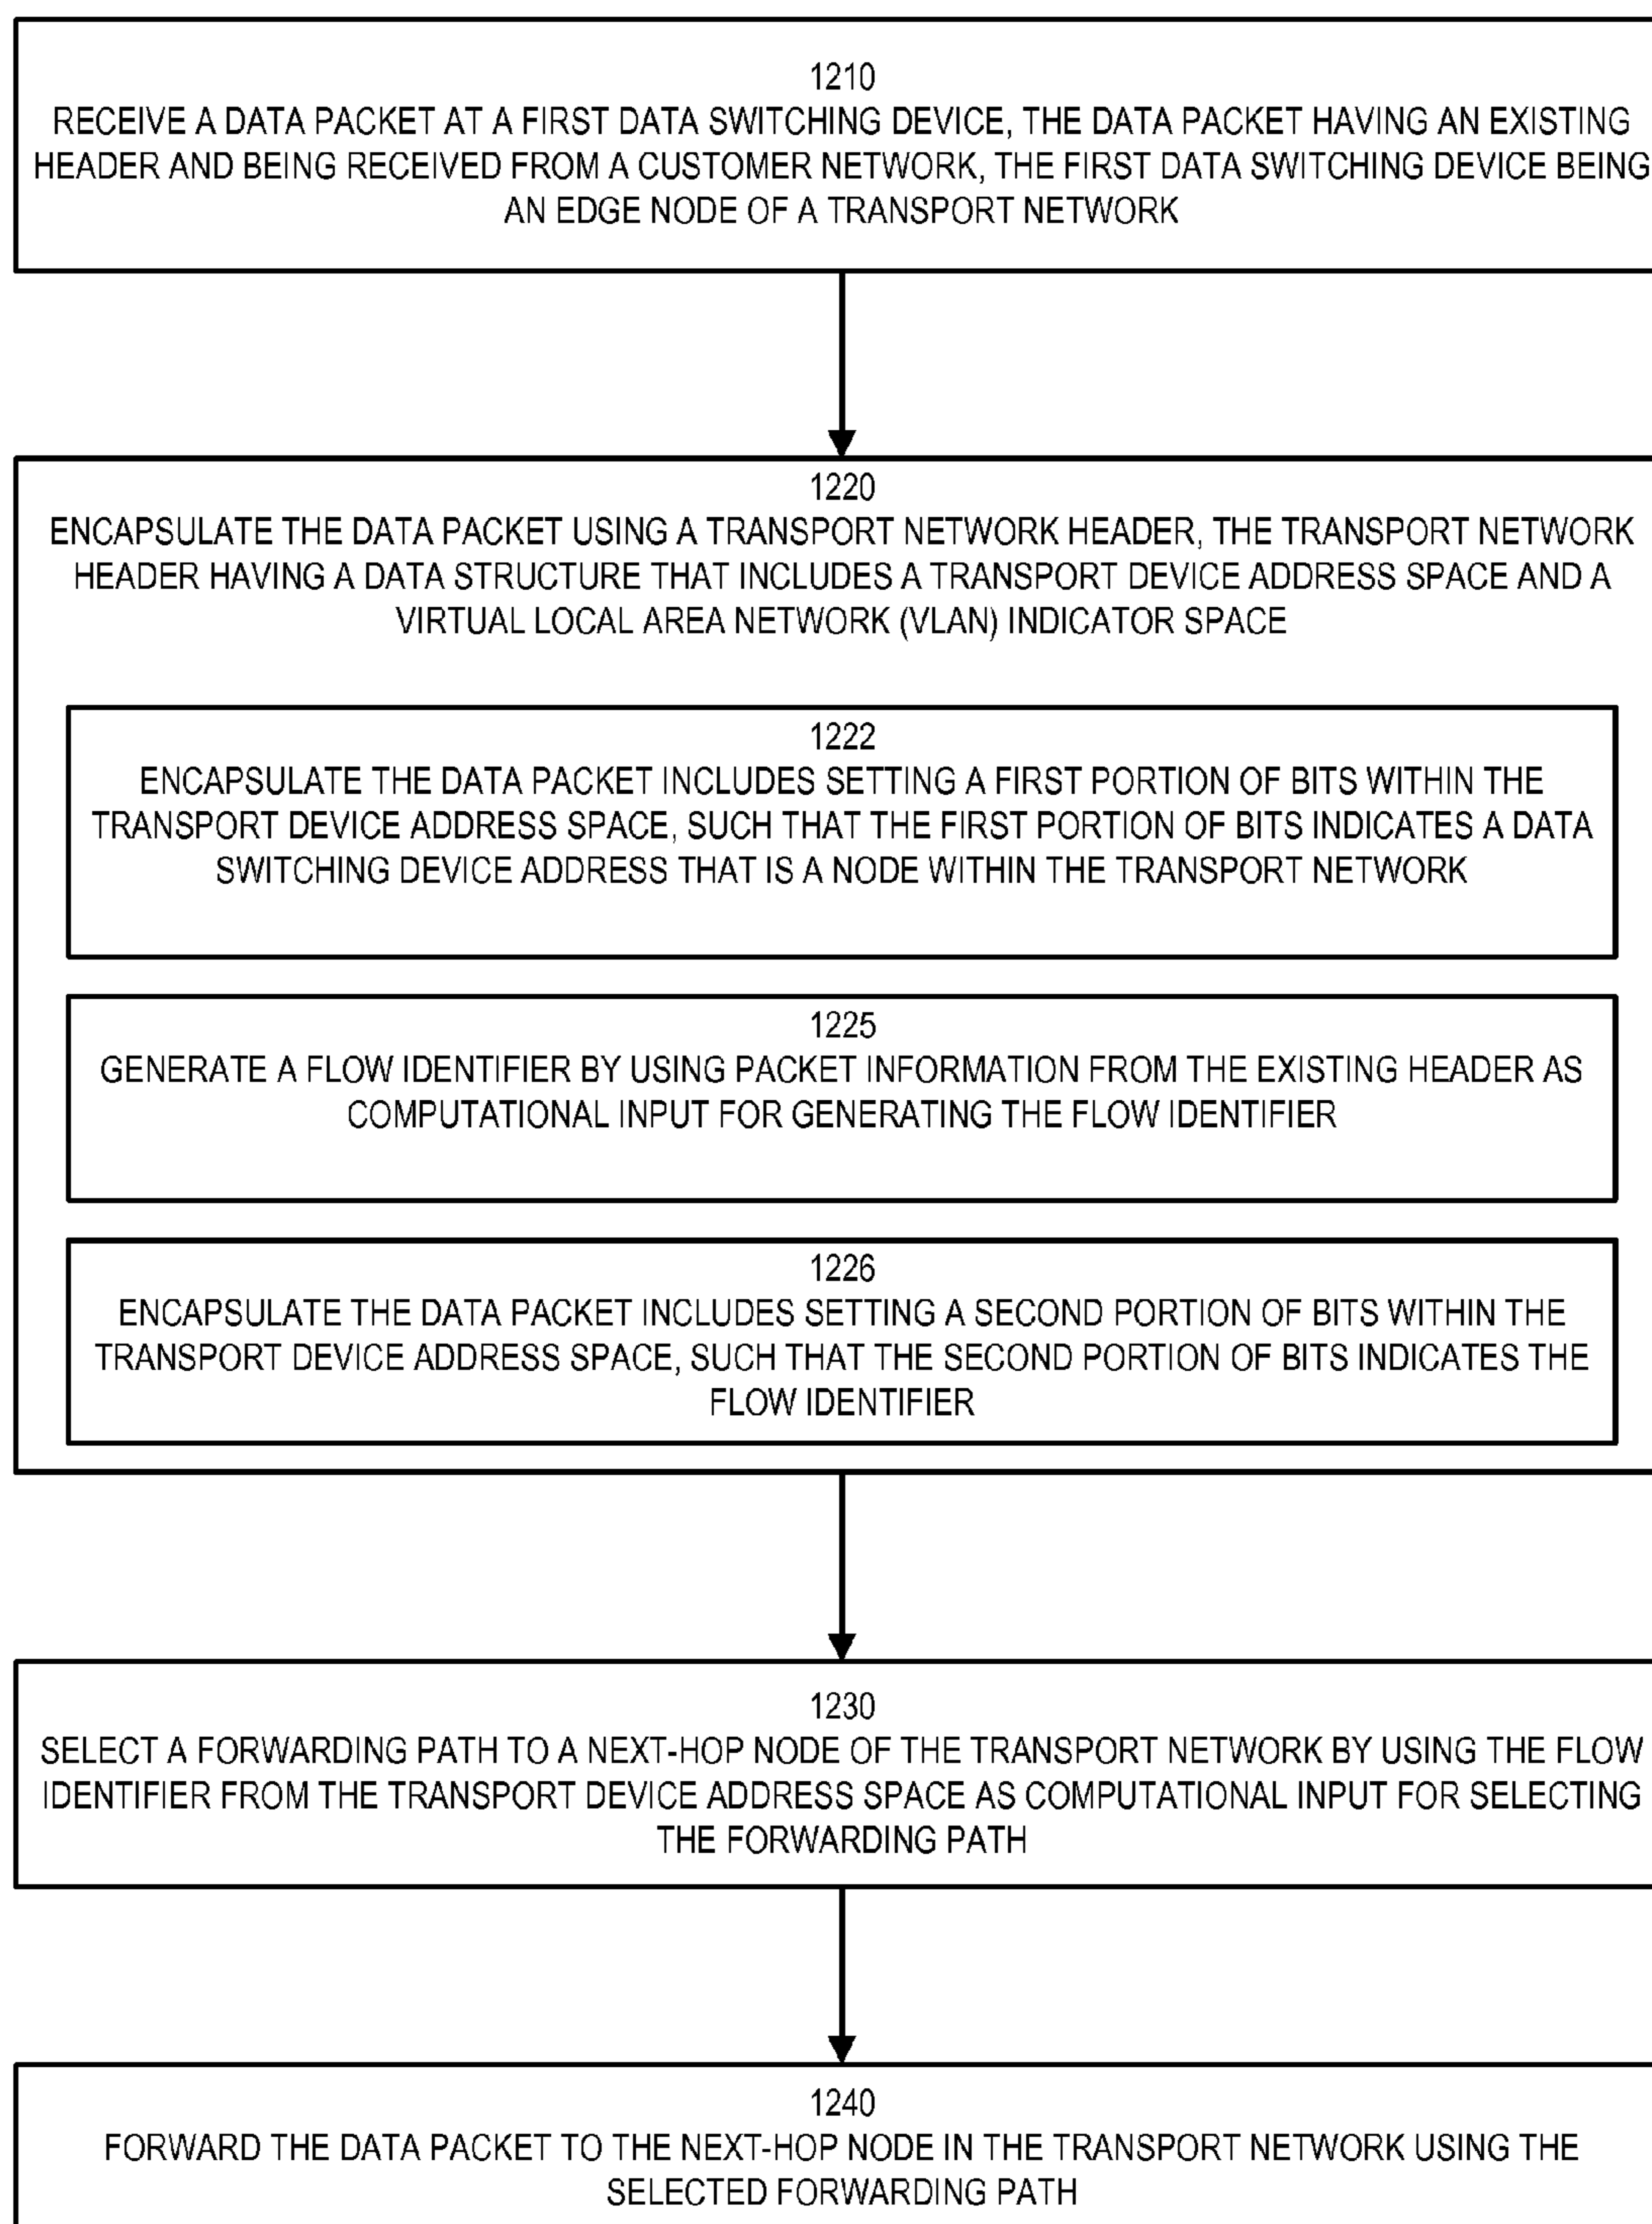 1210
RECEIVE A DATA PACKET AT A FIRST DATA SWITCHING DEVICE, THE DATA PACKET HAVING AN EXISTING
HEADER AND BEING RECEIVED FROM A CUSTOMER NETWORK, THE FIRST DATA SWITCHING DEVICE BEING
AN EDGE NODE OF A TRANSPORT NETWORK
1220
ENCAPSULATE THE DATA PACKET USING A TRANSPORT NETWORK HEADER, THE TRANSPORT NETWORK
HEADER HAVING A DATA STRUCTURE THAT INCLUDES A TRANSPORT DEVICE ADDRESS SPACE AND A
VIRTUAL LOCAL AREA NETWORK (VLAN) INDICATOR SPACE
1222
ENCAPSULATE THE DATA PACKET INCLUDES SETTING A FIRST PORTION OF BITS WITHIN THE
TRANSPORT DEVICE ADDRESS SPACE, SUCH THAT THE FIRST PORTION OF BITS INDICATES A DATA
SWITCHING DEVICE ADDRESS THAT IS A NODE WITHIN THE TRANSPORT NETWORK
1225
GENERATE A FLOW IDENTIFIER BY USING PACKET INFORMATION FROM THE EXISTING HEADER AS
COMPUTATIONAL INPUT FOR GENERATING THE FLOW IDENTIFIER
1226
ENCAPSULATE THE DATA PACKET INCLUDES SETTING A SECOND PORTION OF BITS WITHIN THE
TRANSPORT DEVICE ADDRESS SPACE, SUCH THAT THE SECOND PORTION OF BITS INDICATES THE
FLOW IDENTIFIER
1230
SELECT A FORWARDING PATH TO A NEXT-HOP NODE OF THE TRANSPORT NETWORK BY USING THE FLOW
IDENTIFIER FROM THE TRANSPORT DEVICE ADDRESS SPACE AS COMPUTATIONAL INPUT FOR SELECTING
THE FORWARDING PATH
1240
FORWARD THE DATA PACKET TO THE NEXT-HOP NODE IN THE TRANSPORT NETWORK USING THE
SELECTED FORWARDING PATH